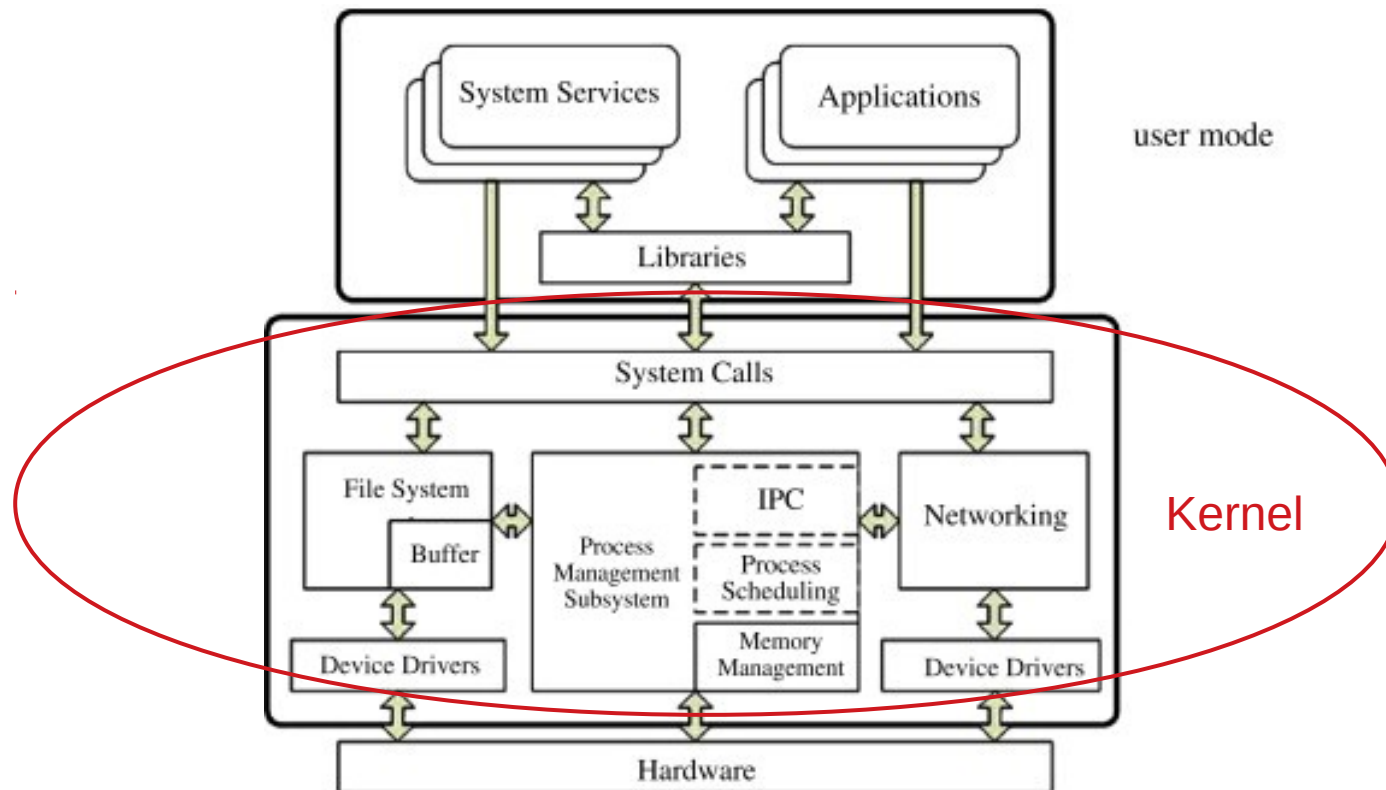 System Services
Applications
user mode
Libraries
System Calls
File System
Buffer
Process
Management
Subsystem
IPC
Process
Scheduling
Memory
Management
Networking
Kernel
Device Drivers
Device Drivers
Hardware